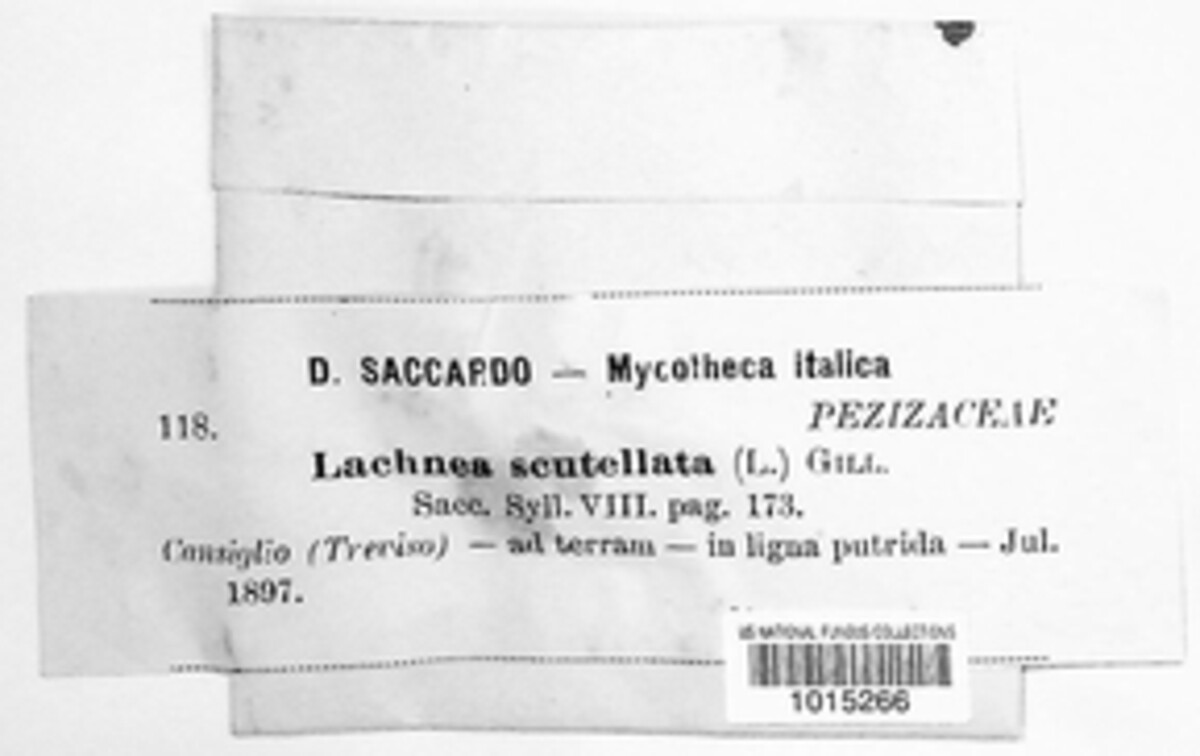 D. SACCARDO — Mycotheca italica
PEZIZACEAE
118.
Lachnea scutellata (L.) GILL.
Sacc. Syll. VIII. pag. 173.
Consiglio (Treviso) — ad terram — in ligna putrida — Jul.
1897.
US NATIONAL FUNGUS COLLECTIONS
1015266